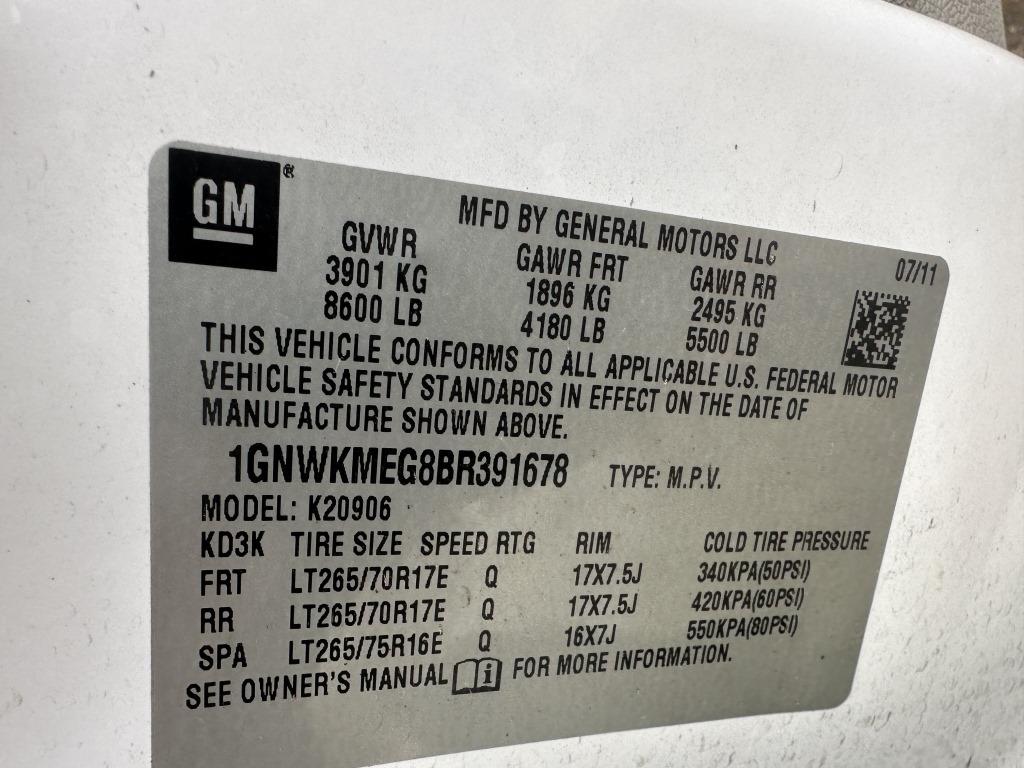 GM ®
MFD BY GENERAL MOTORS LLC
07/11
GVWR GAWR FRT GAWR RR
3901 KG 1896 KG 2495 KG
8600 LB 4180 LB 5500 LB
THIS VEHICLE CONFORMS TO ALL APPLICABLE U.S. FEDERAL MOTOR
VEHICLE SAFETY STANDARDS IN EFFECT ON THE DATE OF
MANUFACTURE SHOWN ABOVE.
1GNWKMEG8BR391678 TYPE: M.P.V.
MODEL: K20906
KD3K TIRE SIZE SPEED RTG RIM COLD TIRE PRESSURE
FRT LT265/70R17E Q 17X7.5J 340KPA(50PSI)
RR LT265/70R17E Q 17X7.5J 420KPA(60PSI)
SPA LT265/75R16E Q 16X7J 550KPA(80PSI)
SEE OWNER'S MANUAL i FOR MORE INFORMATION.